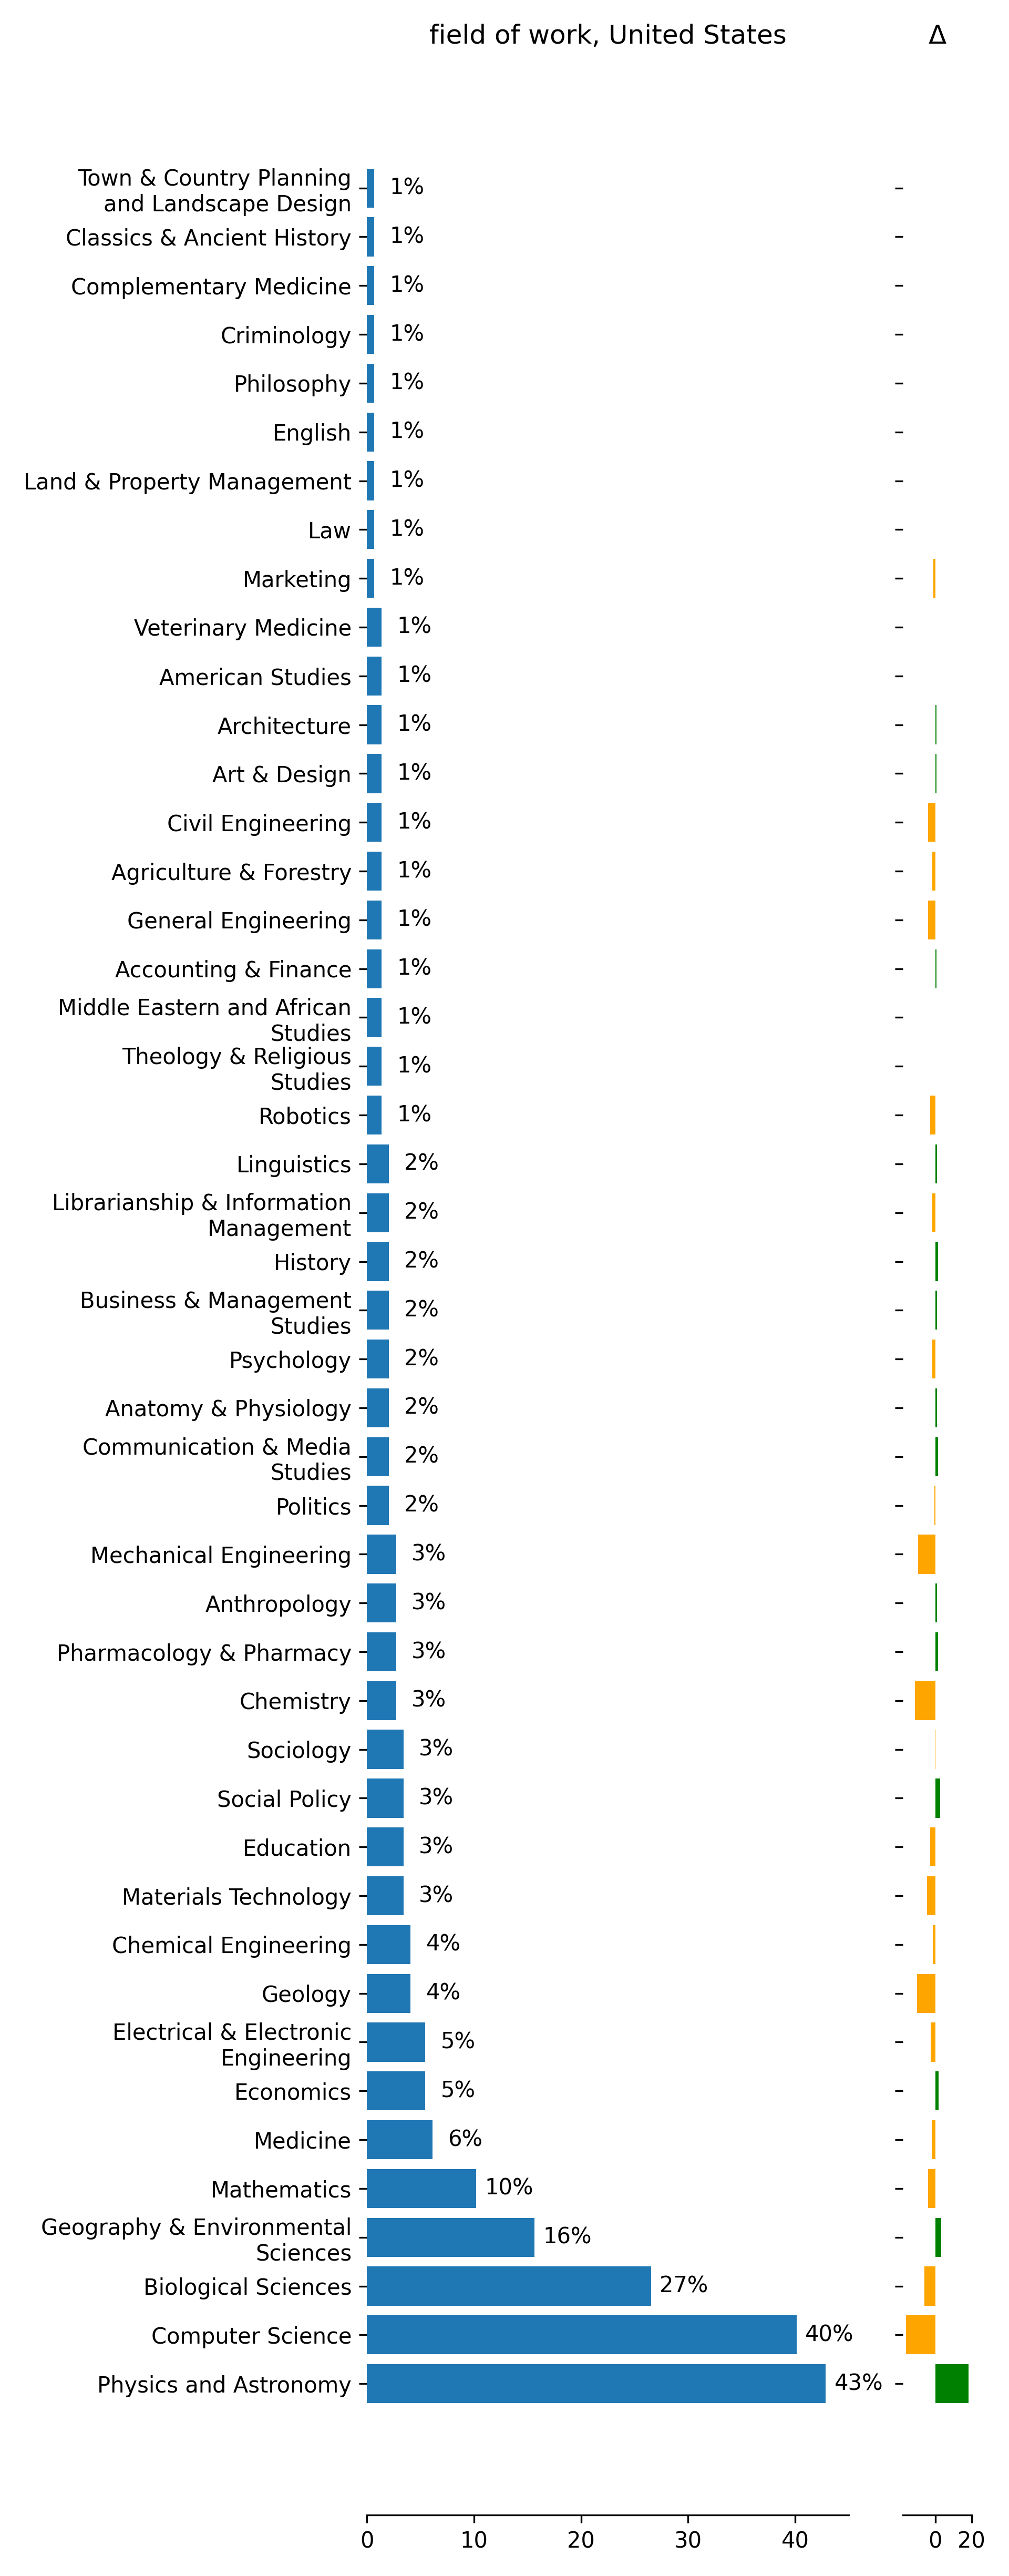 field of work, United States Δ
Town & Country Planning
and Landscape Design
1%
Classics & Ancient History 1%
Complementary Medicine 1%
Criminology 1%
Philosophy 1%
English 1%
Land & Property Management 1%
Law 1%
Marketing 1%
Veterinary Medicine 1%
American Studies 1%
Architecture 1%
Art & Design 1%
Civil Engineering 1%
Agriculture & Forestry 1%
General Engineering 1%
Accounting & Finance 1%
Middle Eastern and African
Studies
1%
Theology & Religious
Studies
1%
Robotics 1%
Linguistics 2%
Librarianship & Information
Management
2%
History 2%
Business & Management
Studies
2%
Psychology 2%
Anatomy & Physiology 2%
Communication & Media
Studies
2%
Politics 2%
Mechanical Engineering 3%
Anthropology 3%
Pharmacology & Pharmacy 3%
Chemistry 3%
Sociology 3%
Social Policy 3%
Education 3%
Materials Technology 3%
Chemical Engineering 4%
Geology 4%
Electrical & Electronic
Engineering
5%
Economics 5%
Medicine 6%
Mathematics 10%
Geography & Environmental
Sciences
16%
Biological Sciences 27%
Computer Science 40%
Physics and Astronomy 43%
0 10 20 30 40 0 20